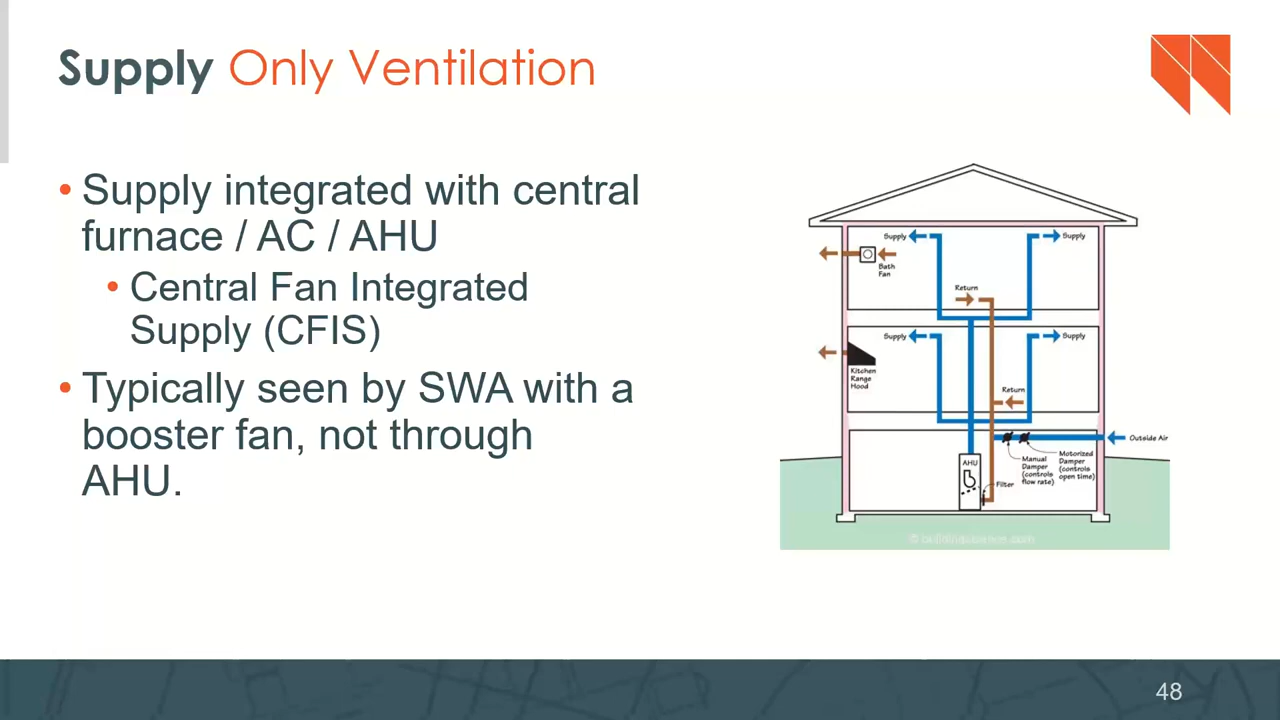 Supply Only Ventilation
• Supply integrated with central
furnace / AC / AHU
• Central Fan Integrated
Supply (CFIS)
• Typically seen by SWA with a
booster fan, not through
AHU.
Supply
Supply
Bath
Fan
Return
Supply
Supply
Kitchen
Range
Hood
Return
Outside Air
Manual
Damper
(controls
flow rate)
Motorized
Damper
(controls
open time)
AHU
Filter
© buildingscience.com
48